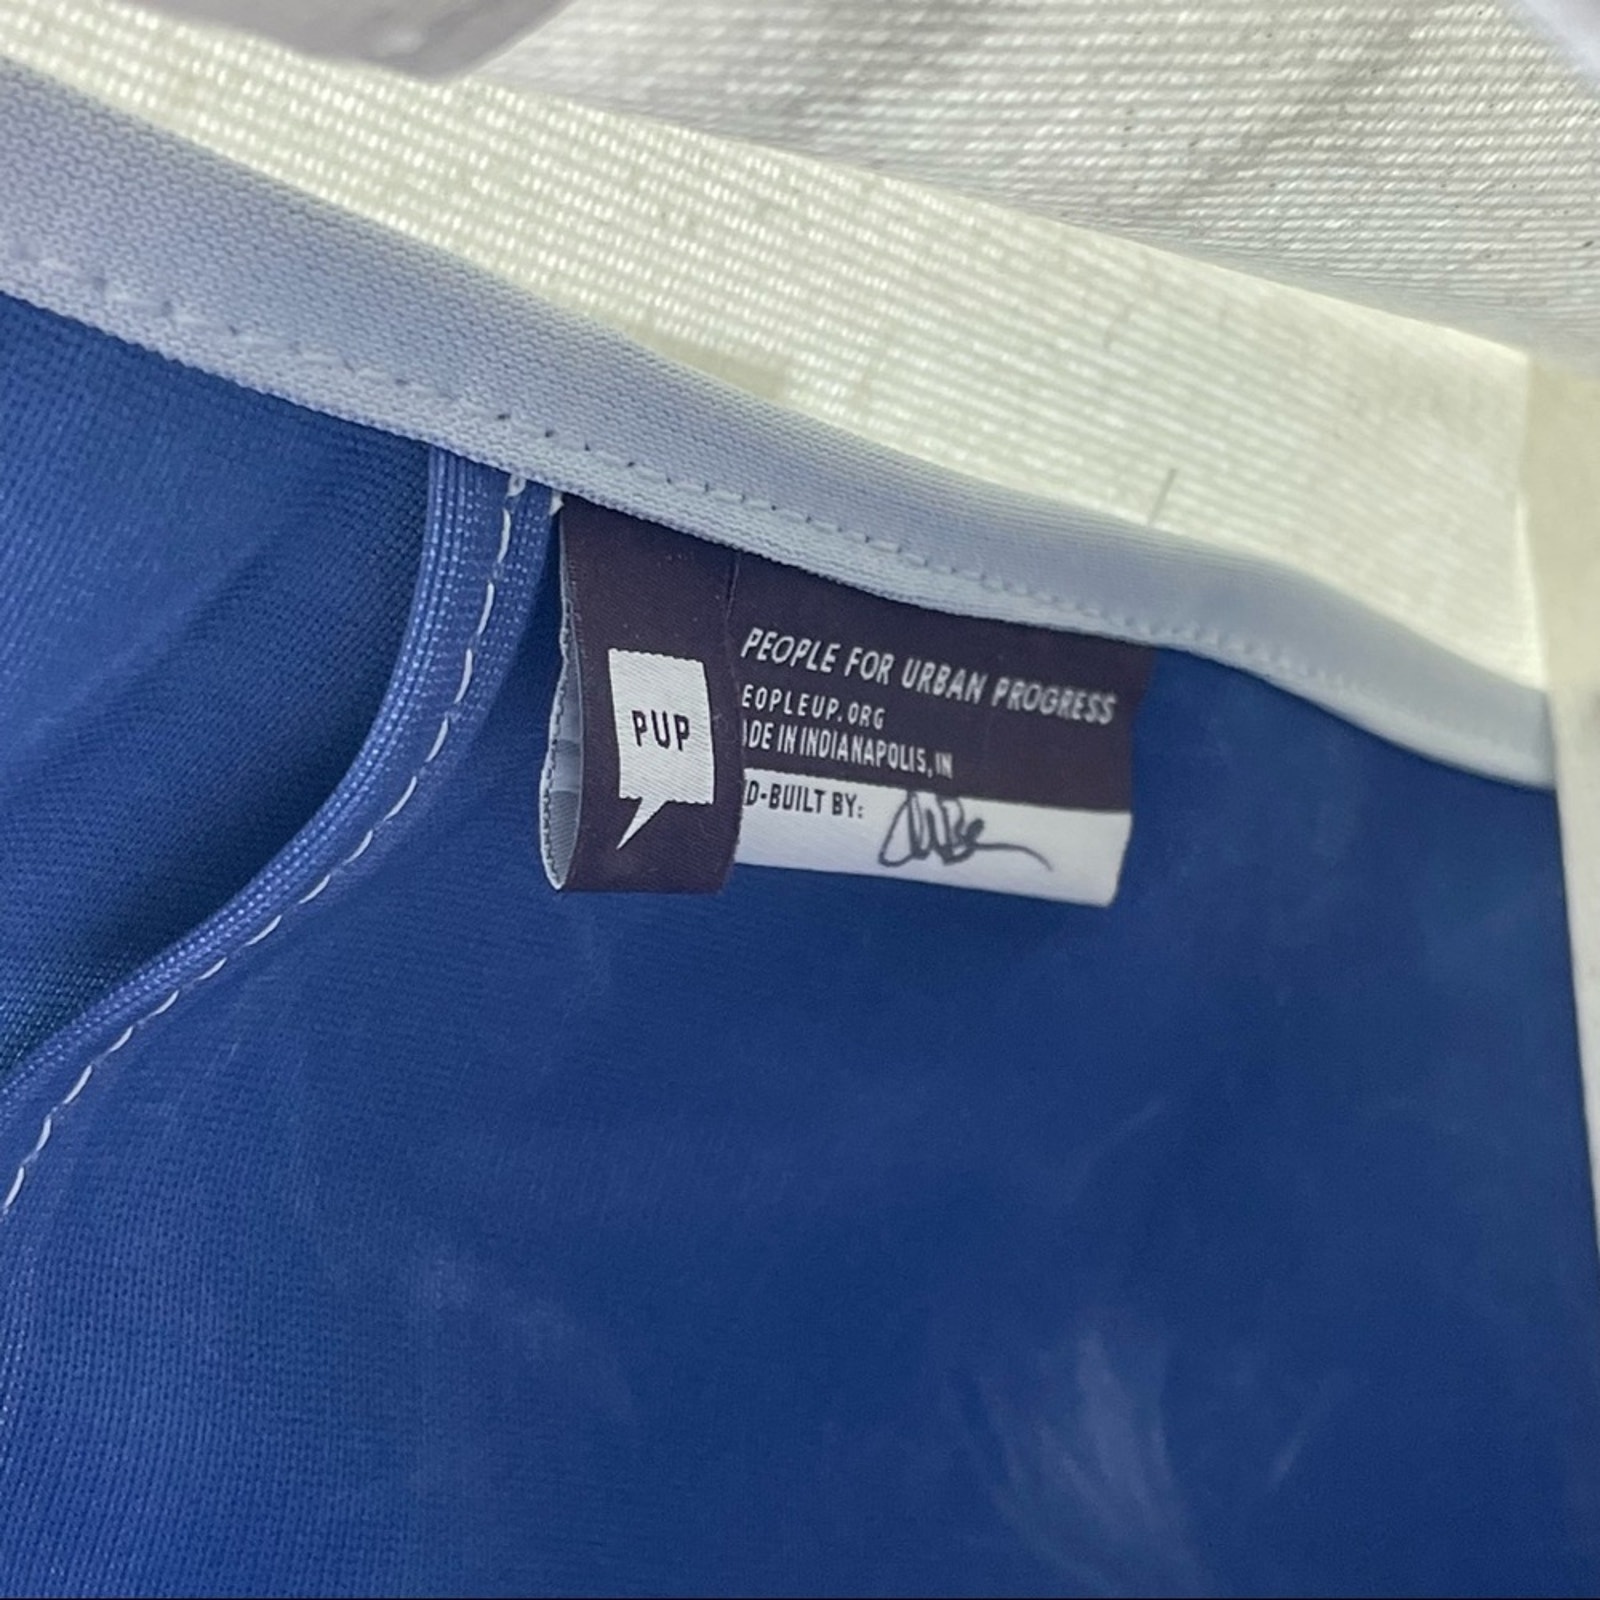 PUP
PEOPLE FOR URBAN PROGRESS
EOPLEUP.ORG
ADE IN INDIANAPOLIS, IN
D-BUILT BY: